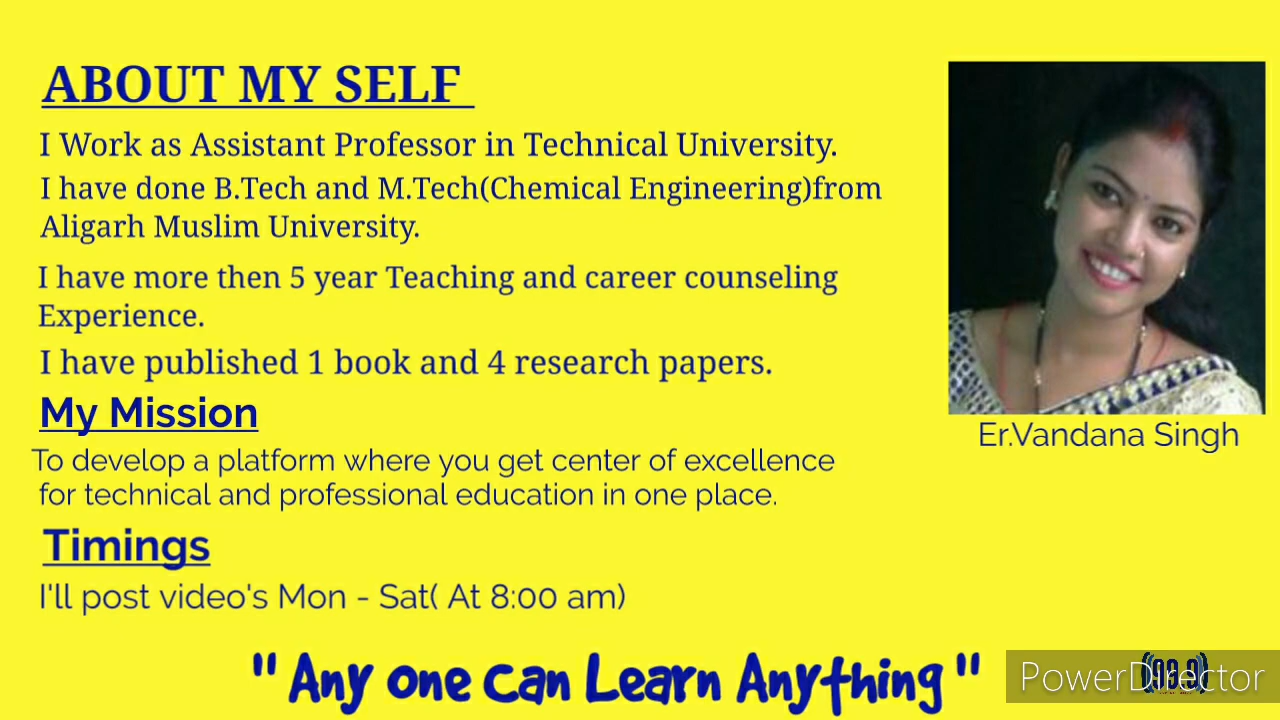 ABOUT MY SELF
I Work as Assistant Professor in Technical University.
I have done B.Tech and M.Tech(Chemical Engineering)from
Aligarh Muslim University.
I have more then 5 year Teaching and career counseling
Experience.
I have published 1 book and 4 research papers.
My Mission
To develop a platform where you get center of excellence
for technical and professional education in one place.
Timings
I'll post video's Mon - Sat( At 8:00 am)
" Any one can Learn Anything "
Er.Vandana Singh
PowerDirector